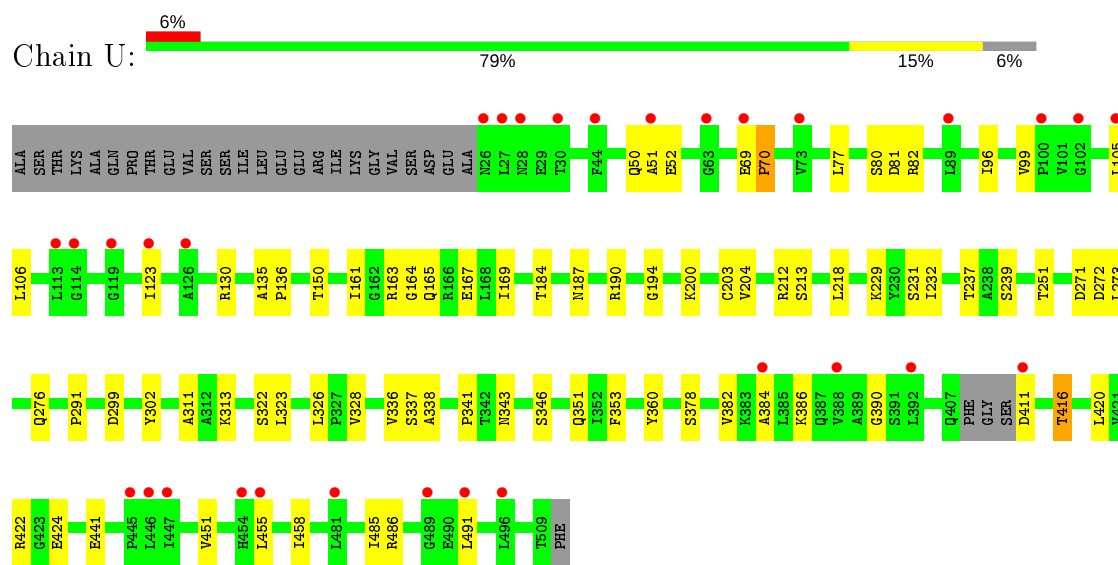 6%
Chain U:
79% 15% 6%
ALA SER THR LYS ALA ALA GLN PRO THR GLU VAL SER SER ILE LEU GLU GLU ARG ILE LYS GLY VAL SER ASP GLU ALA N26 L27 N28 E29 T30 F44 Q50 A51 E52 G63 E69 P70 V73 L77 S80 D81 R82 L89 I96 V99 P100 V101 G102 L105
L106 L113 G114 G119 I123 A126 R130 A135 P136 T150 I161 G162 R163 G164 Q165 R166 E167 L168 I169 T184 N187 R190 G194 K200 C203 V204 R212 S213 L218 K229 Y230 S231 I232 T237 A238 S239 T251 D271 D272 L273
Q276 P291 D299 Y302 A311 A312 K313 S322 L323 L326 P327 V328 V336 S337 A338 P341 T342 N343 S346 Q351 I352 F353 Y360 S378 V382 K383 A384 L385 K386 Q387 V388 A389 G390 S391 L392 Q407 PHE GLY SER D411 T416 L420 V421
R422 G423 E424 E441 P445 L446 I447 V451 H454 L455 I458 L481 I485 R486 G489 E490 L491 L496 T509 PHE